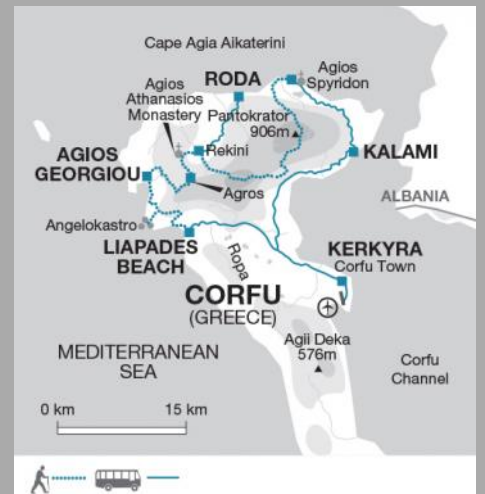 Cape Agia Aikaterini
RODA
Agios
Spyridon
Agios
Athanasios
Monastery
Pantokrator
906m
Rekini
KALAMI
AGIOS
GEORGIOU
Agros
ALBANIA
Angelokastro
LIAPADES
BEACH
Ropa
KERKYRA
Corfu Town
CORFU
(GREECE)
Agii Deka
576m
MEDITERRANEAN
SEA
Corfu
Channel
0 km
15 km